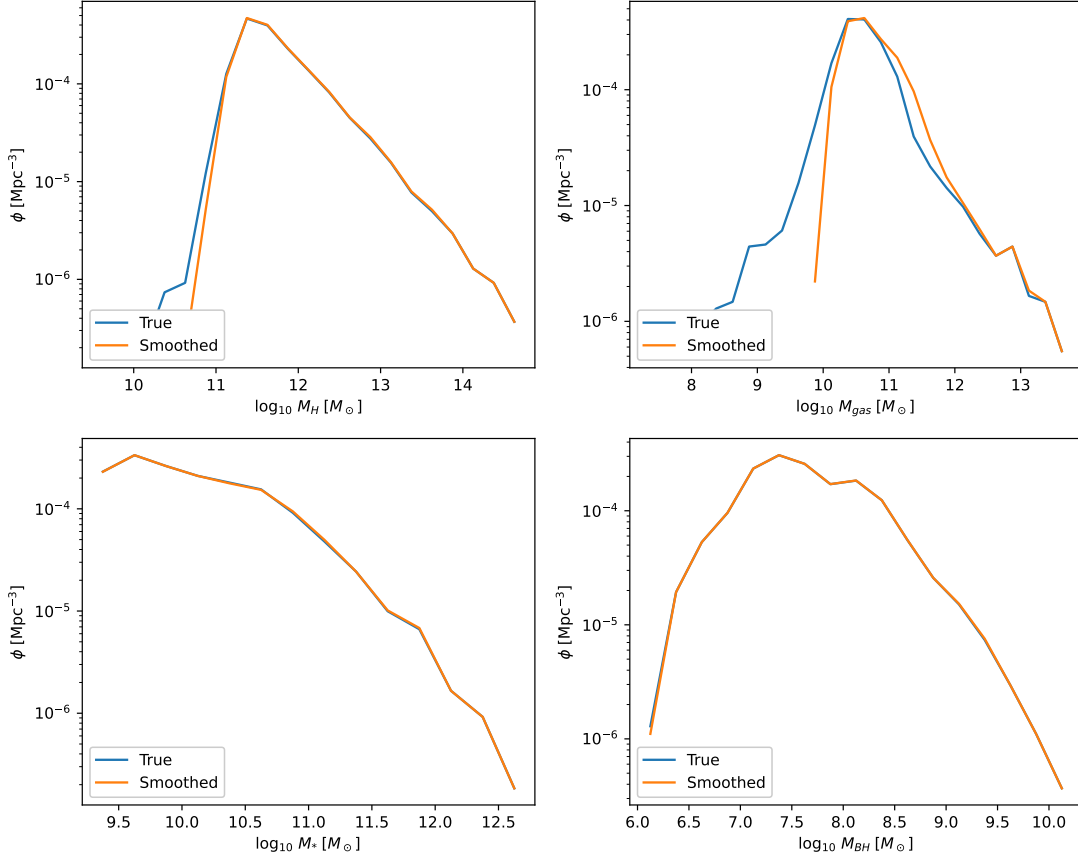 10⁻⁴
10⁻⁵
10⁻⁶
ϕ [Mpc⁻³]
True
Smoothed
10 11 12 13 14
log₁₀ M_H [M_⊙]
10⁻⁴
10⁻⁵
10⁻⁶
ϕ [Mpc⁻³]
True
Smoothed
8 9 10 11 12 13
log₁₀ M_gas [M_⊙]
10⁻⁴
10⁻⁵
10⁻⁶
ϕ [Mpc⁻³]
True
Smoothed
9.5 10.0 10.5 11.0 11.5 12.0 12.5
log₁₀ M_* [M_⊙]
10⁻⁴
10⁻⁵
10⁻⁶
ϕ [Mpc⁻³]
True
Smoothed
6.0 6.5 7.0 7.5 8.0 8.5 9.0 9.5 10.0
log₁₀ M_BH [M_⊙]